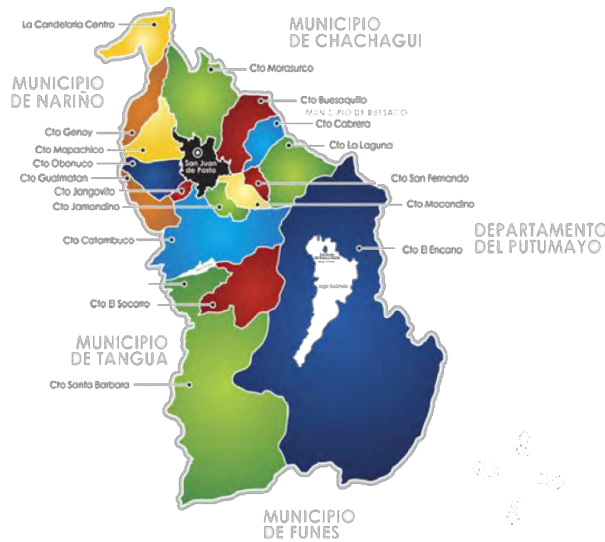 La Candelaria Centro
MUNICIPIO
DE CHACHAGUI
Cto Morasurco
MUNICIPIO
DE NARIÑO
Cto Buesaquillo
MUNICIPIO DE BUESACO
Cto Cabrera
Cto Genoy
Cto La Laguna
Cto Mapachico
San Juan
de Pasto
Cto Obonuco
Cto Gualmatan
Cto San Fernando
Cto Jongovito
Cto Jamondino
Cto Mocondino
DEPARTAMENTO
DEL PUTUMAYO
Cto Catambuco
Cto El Encano
Cto El Socorro
MUNICIPIO
DE TANGUA
Cto Santa Barbara
MUNICIPIO
DE FUNES